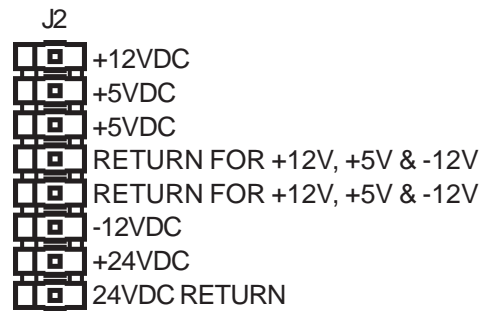 J2
+12VDC
+5VDC
+5VDC
RETURN FOR +12V, +5V & -12V
RETURN FOR +12V, +5V & -12V
-12VDC
+24VDC
24VDC RETURN